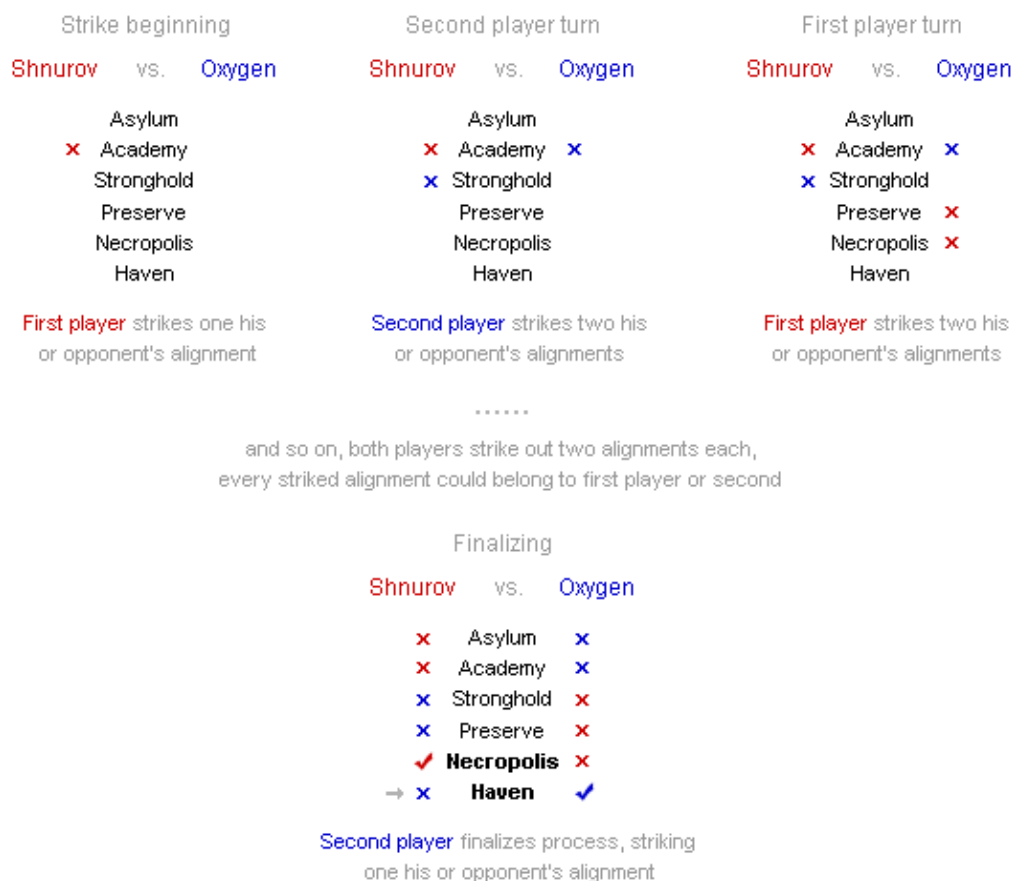 Strike beginning
Shnurov vs. Oxygen
Asylum
Academy
Stronghold
Preserve
Necropolis
Haven
First player strikes one his
or opponent's alignment
Second player turn
Shnurov vs. Oxygen
Asylum
Academy
Stronghold
Preserve
Necropolis
Haven
Second player strikes two his
or opponent's alignments
First player turn
Shnurov vs. Oxygen
Asylum
Academy
Stronghold
Preserve
Necropolis
Haven
First player strikes two his
or opponent's alignments
......
and so on, both players strike out two alignments each,
every striked alignment could belong to first player or second
Finalizing
Shnurov vs. Oxygen
Asylum
Academy
Stronghold
Preserve
Necropolis
Haven
Second player finalizes process, striking
one his or opponent's alignment